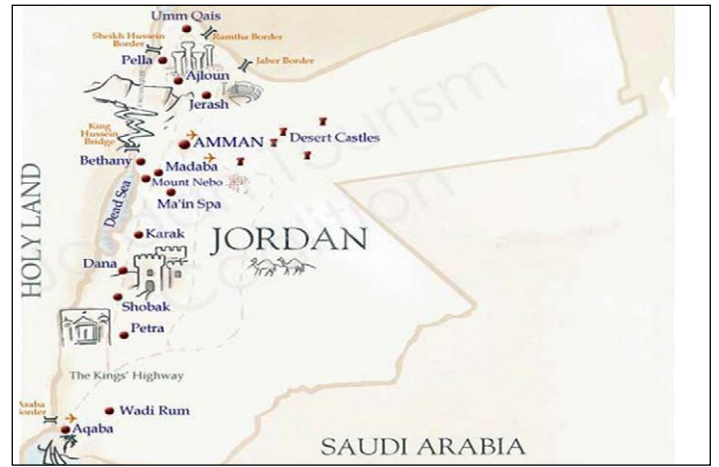 Umm Qais
Sheikh Hussein
Border
Ramtha Border
Pella
Jaber Border
Ajloun
Jerash
King
Hussein
Bridge
AMMAN
Desert Castles
Bethany
Madaba
Mount Nebo
Ma'in Spa
Dead Sea
HOLY LAND
Karak
JORDAN
Dana
Shobak
Petra
The Kings' Highway
Araba
Border
Wadi Rum
Aqaba
SAUDI ARABIA
Tourism